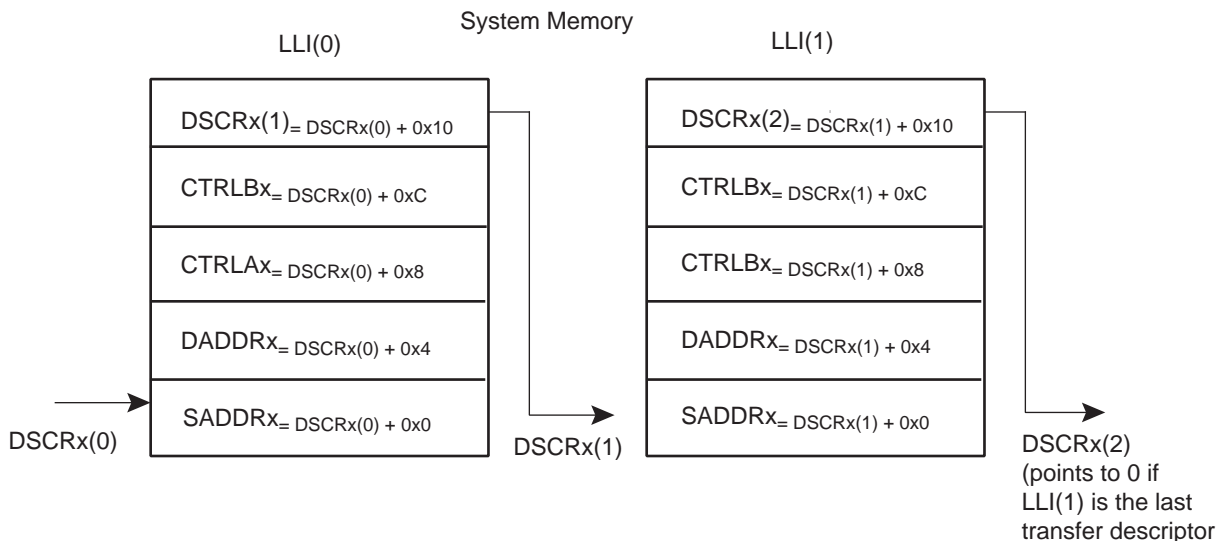 System Memory
LLI(0)
LLI(1)
DSCRx(1)= DSCRx(0) + 0x10
CTRLBx= DSCRx(0) + 0xC
CTRLAx= DSCRx(0) + 0x8
DADDRx= DSCRx(0) + 0x4
SADDRx= DSCRx(0) + 0x0
DSCRx(0)
DSCRx(1)
DSCRx(2)= DSCRx(1) + 0x10
CTRLBx= DSCRx(1) + 0xC
CTRLBx= DSCRx(1) + 0x8
DADDRx= DSCRx(1) + 0x4
SADDRx= DSCRx(1) + 0x0
DSCRx(2)
(points to 0 if
LLI(1) is the last
transfer descriptor